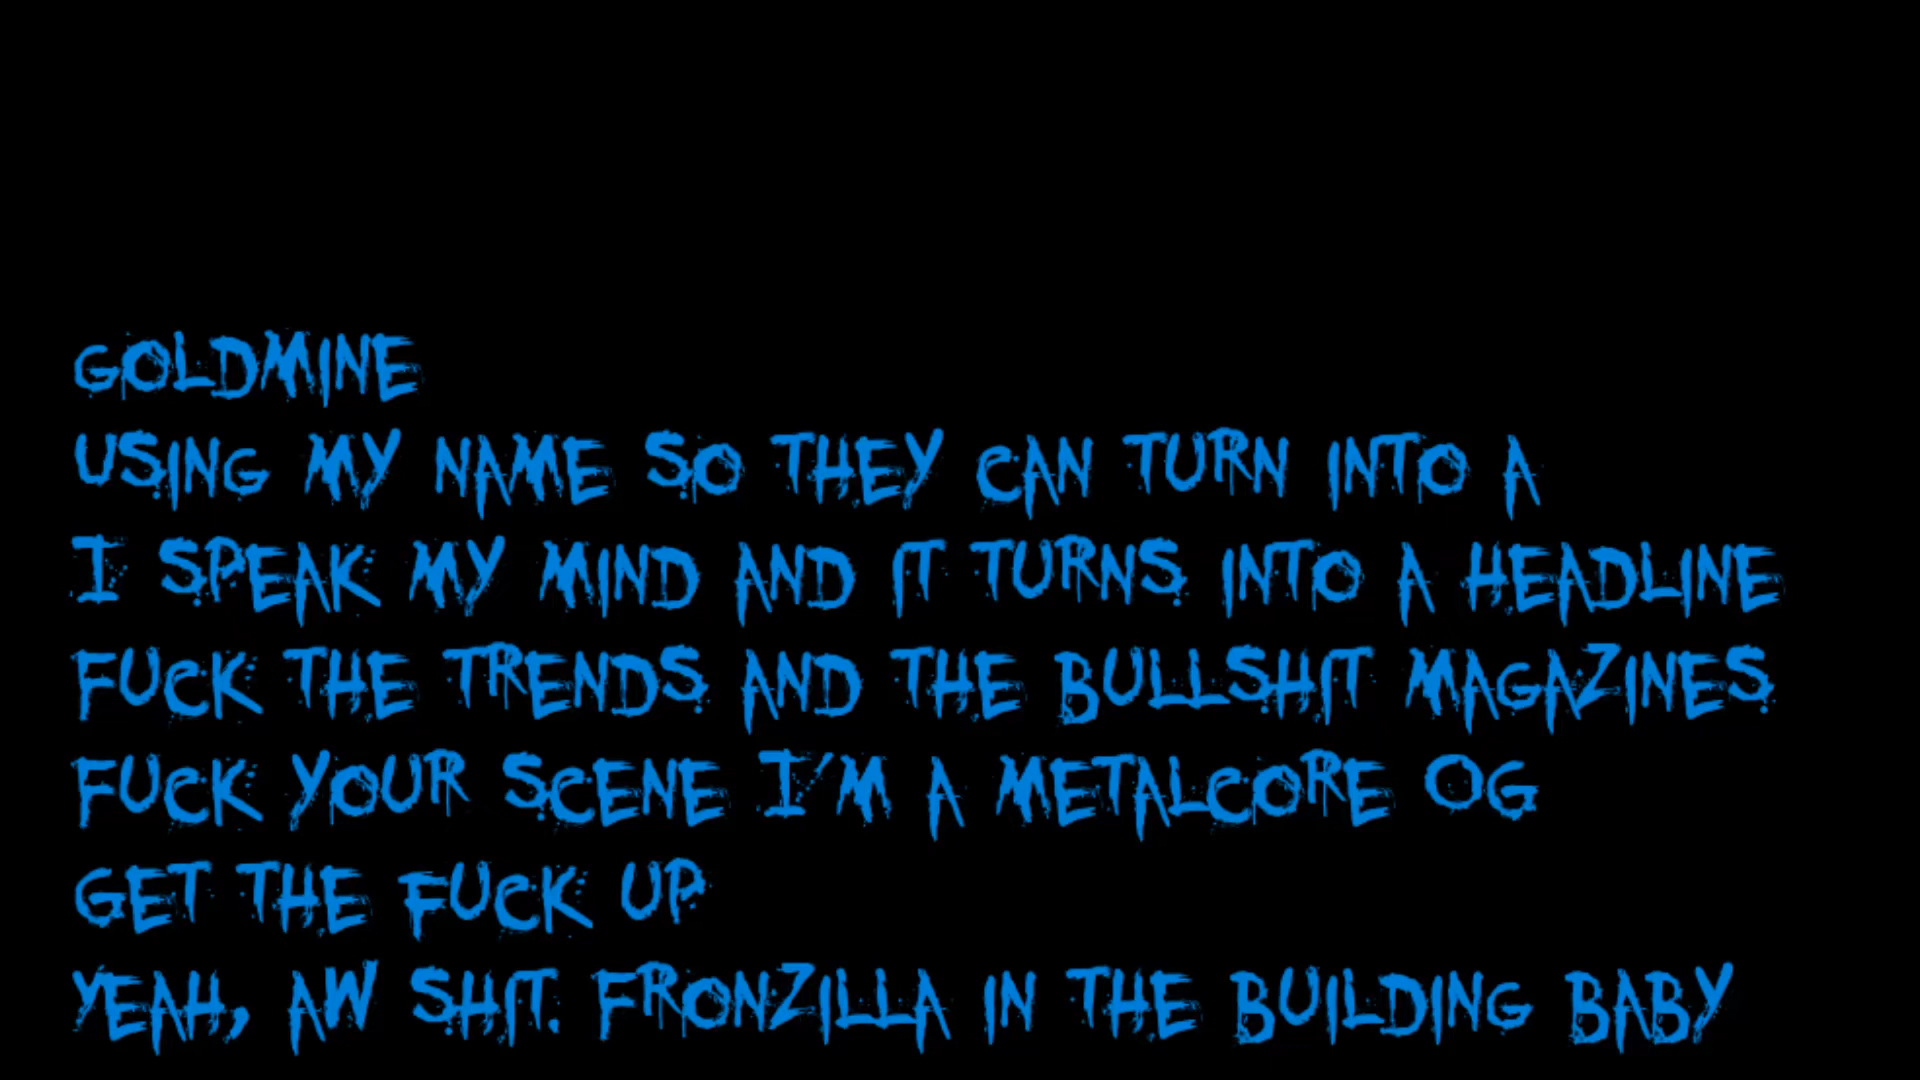 GOLDMINE
USING MY NAME SO THEY CAN TURN INTO A
I SPEAK MY MIND AND IT TURNS INTO A HEADLINE
FUCK THE TRENDS AND THE BULLSHIT MAGAZINES
FUCK YOUR SCENE I'M A METALCORE OG
GET THE FUCK UP
YEAH, AW SHIT. FRONZILLA IN THE BUILDING BABY